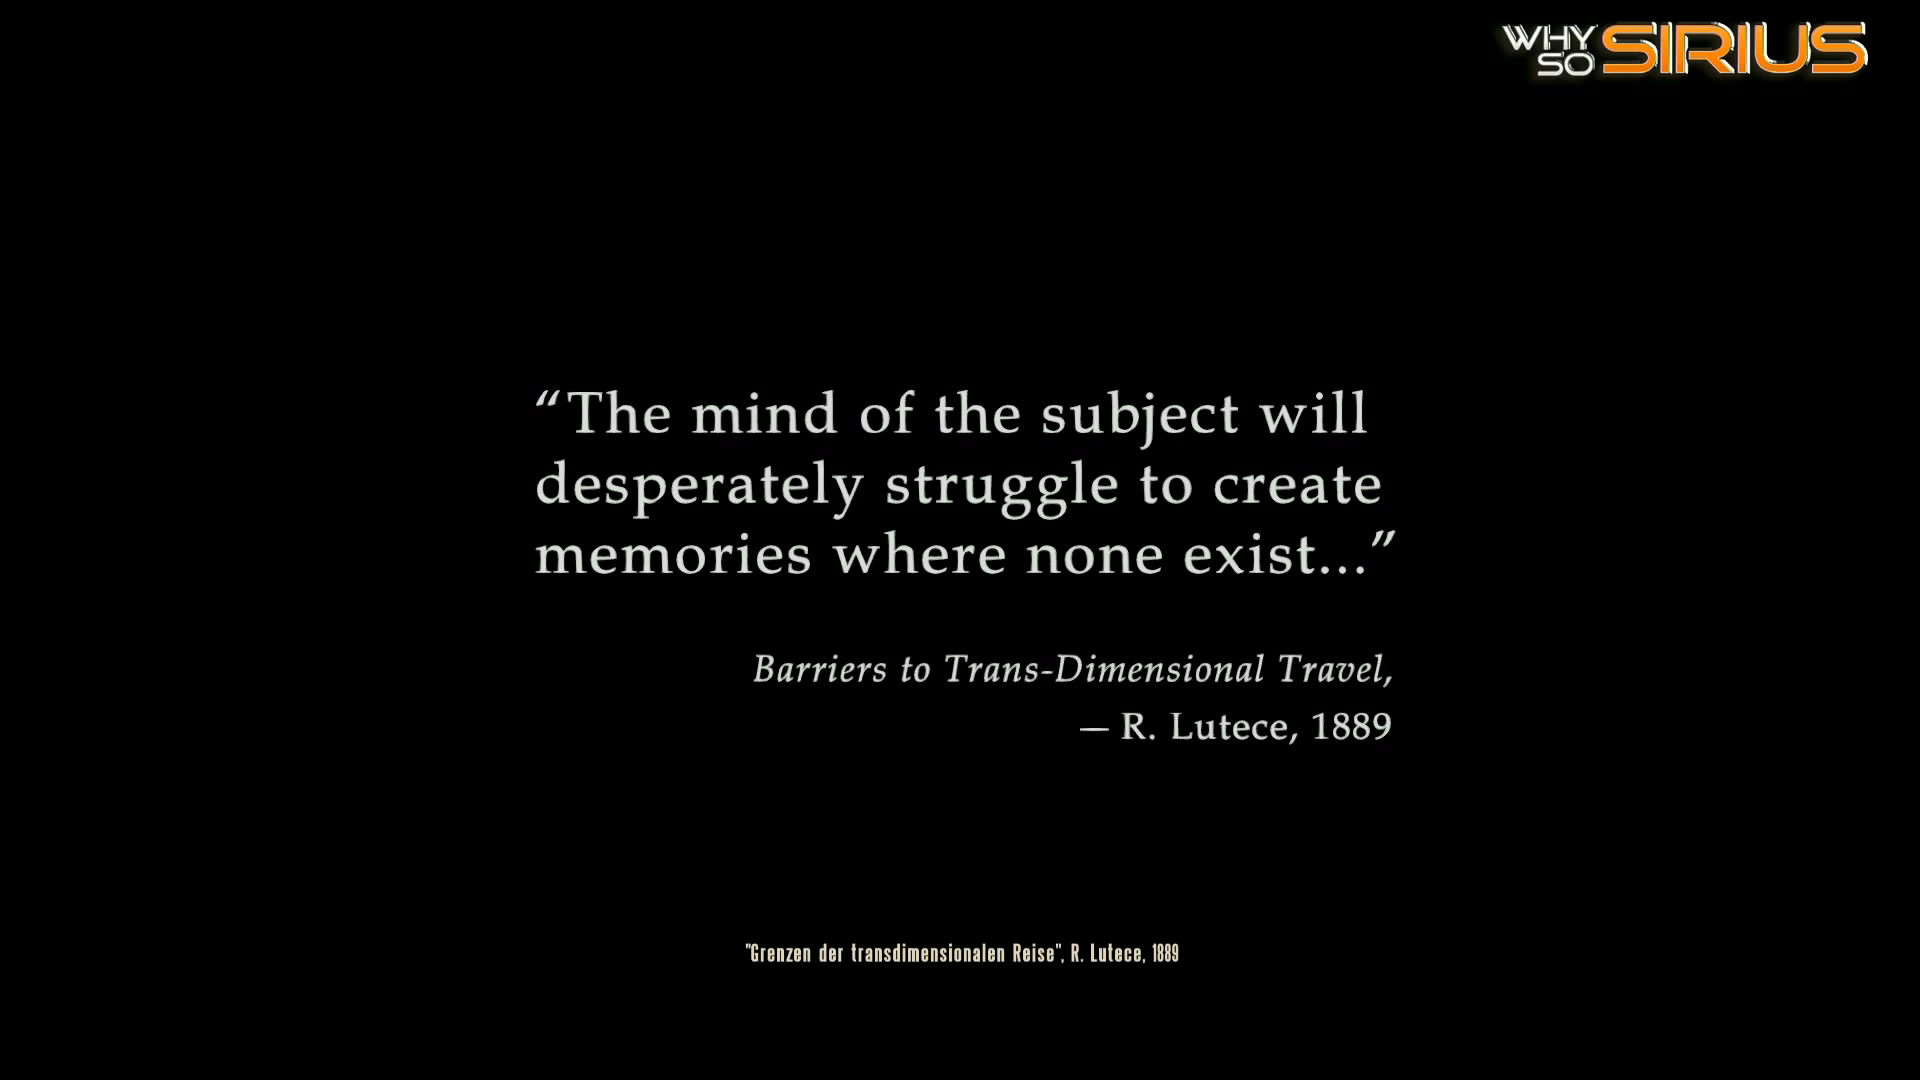 WHY SO SIRIUS
“The mind of the subject will
desperately struggle to create
memories where none exist...”
Barriers to Trans-Dimensional Travel,
— R. Lutece, 1889
"Grenzen der transdimensionalen Reise", R. Lutece, 1889